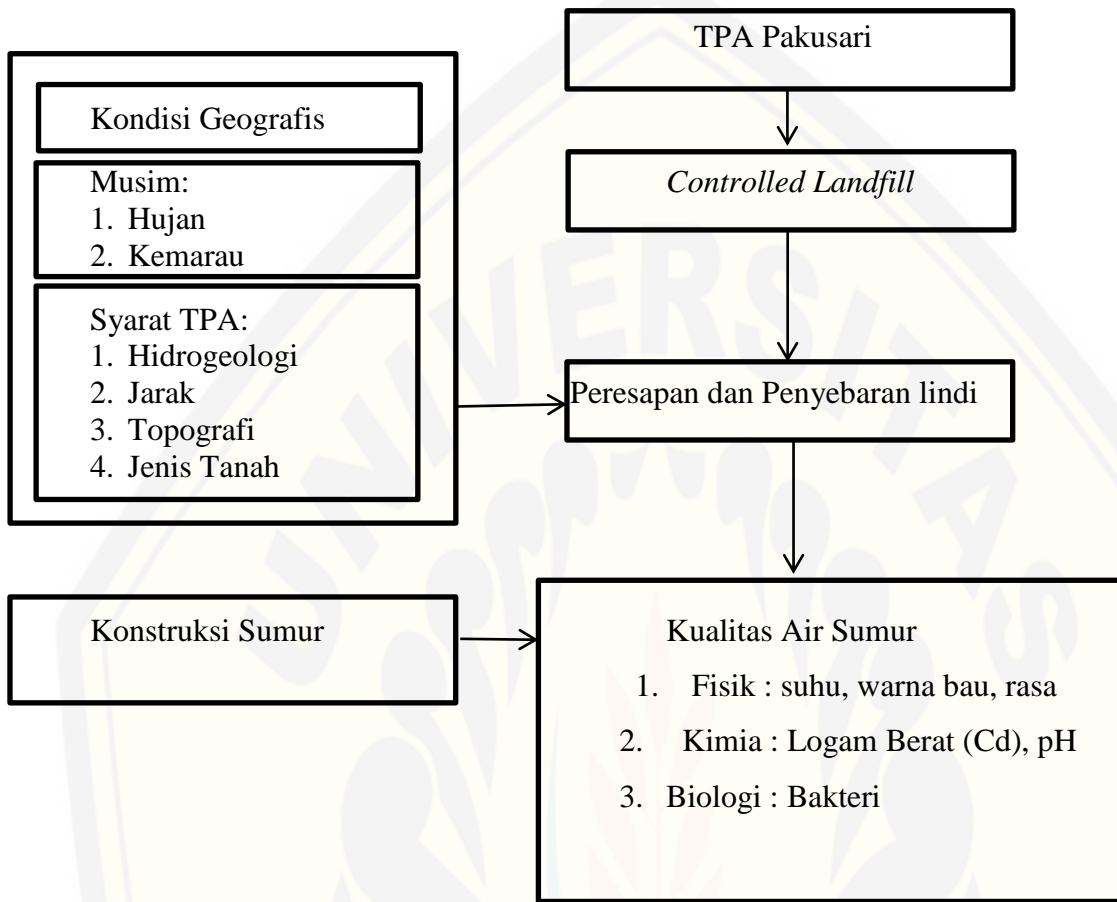 TPA Pakusari
Kondisi Geografis
Musim:
1. Hujan
2. Kemarau
Syarat TPA:
1. Hidrogeologi
2. Jarak
3. Topografi
4. Jenis Tanah
Controlled Landfill
Peresapan dan Penyebaran lindi
Konstruksi Sumur
Kualitas Air Sumur
1. Fisik : suhu, warna bau, rasa
2. Kimia : Logam Berat (Cd), pH
3. Biologi : Bakteri
UNIVERSITAS